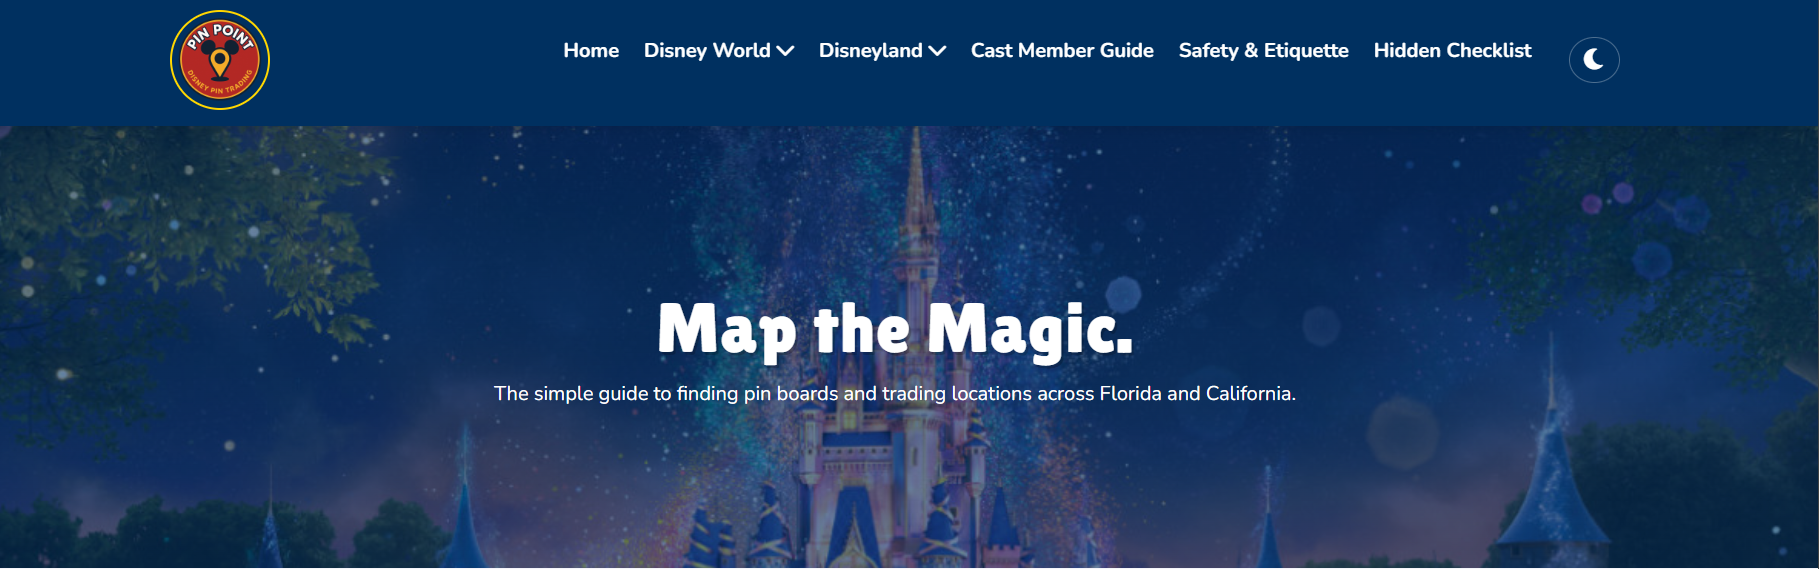 PIN POINT
DISNEY PIN TRADING
Home Disney World Disneyland Cast Member Guide Safety & Etiquette Hidden Checklist
Map the Magic.
The simple guide to finding pin boards and trading locations across Florida and California.